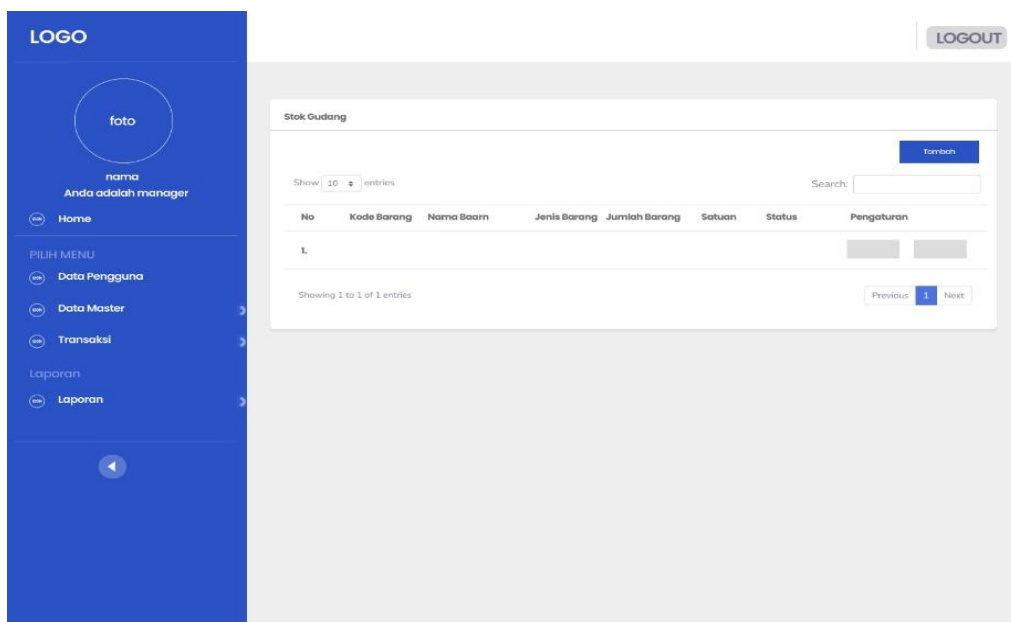 LOGO
LOGOUT
foto
nama
Anda adalah manager
Home
PILIH MENU
Data Pengguna
Data Master
Transaksi
Laporan
Laporan
Stok Gudang
Tambah
Show 10 entries
Search:
No Kode Barang Nama Baarn Jenis Barang Jumlah Barang Satuan Status Pengaturan
1.
Showing 1 to 1 of 1 entries
Previous 1 Next